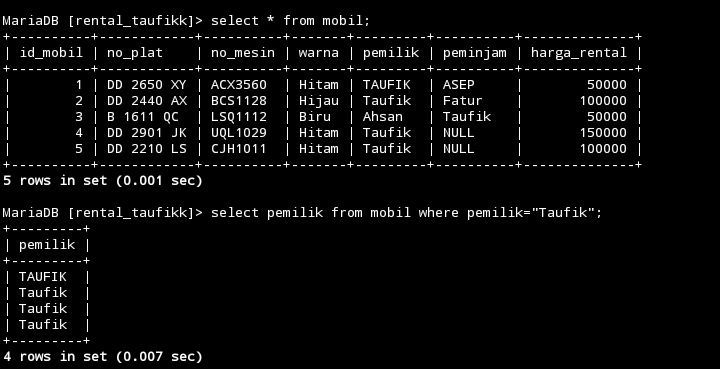 MariaDB [rental_taufikk]> select * from mobil;
+----------+------------+----------+-------+---------+----------+--------------+
| id_mobil | no_plat    | no_mesin | warna | pemilik | peminjam | harga_rental |
+----------+------------+----------+-------+---------+----------+--------------+
|        1 | DD 2650 XY | ACX3560  | Hitam | TAUFIK  | ASEP     |        50000 |
|        2 | DD 2440 AX | BCS1128  | Hijau | Taufik  | Fatur    |       100000 |
|        3 | B 1611 QC  | LSQ1112  | Biru  | Ahsan   | Taufik   |        50000 |
|        4 | DD 2901 JK | UQL1029  | Hitam | Taufik  | NULL     |       150000 |
|        5 | DD 2210 LS | CJH1011  | Hitam | Taufik  | NULL     |       100000 |
+----------+------------+----------+-------+---------+----------+--------------+
5 rows in set (0.001 sec)
MariaDB [rental_taufikk]> select pemilik from mobil where pemilik="Taufik";
+---------+
| pemilik |
+---------+
| TAUFIK  |
| Taufik  |
| Taufik  |
| Taufik  |
+---------+
4 rows in set (0.007 sec)